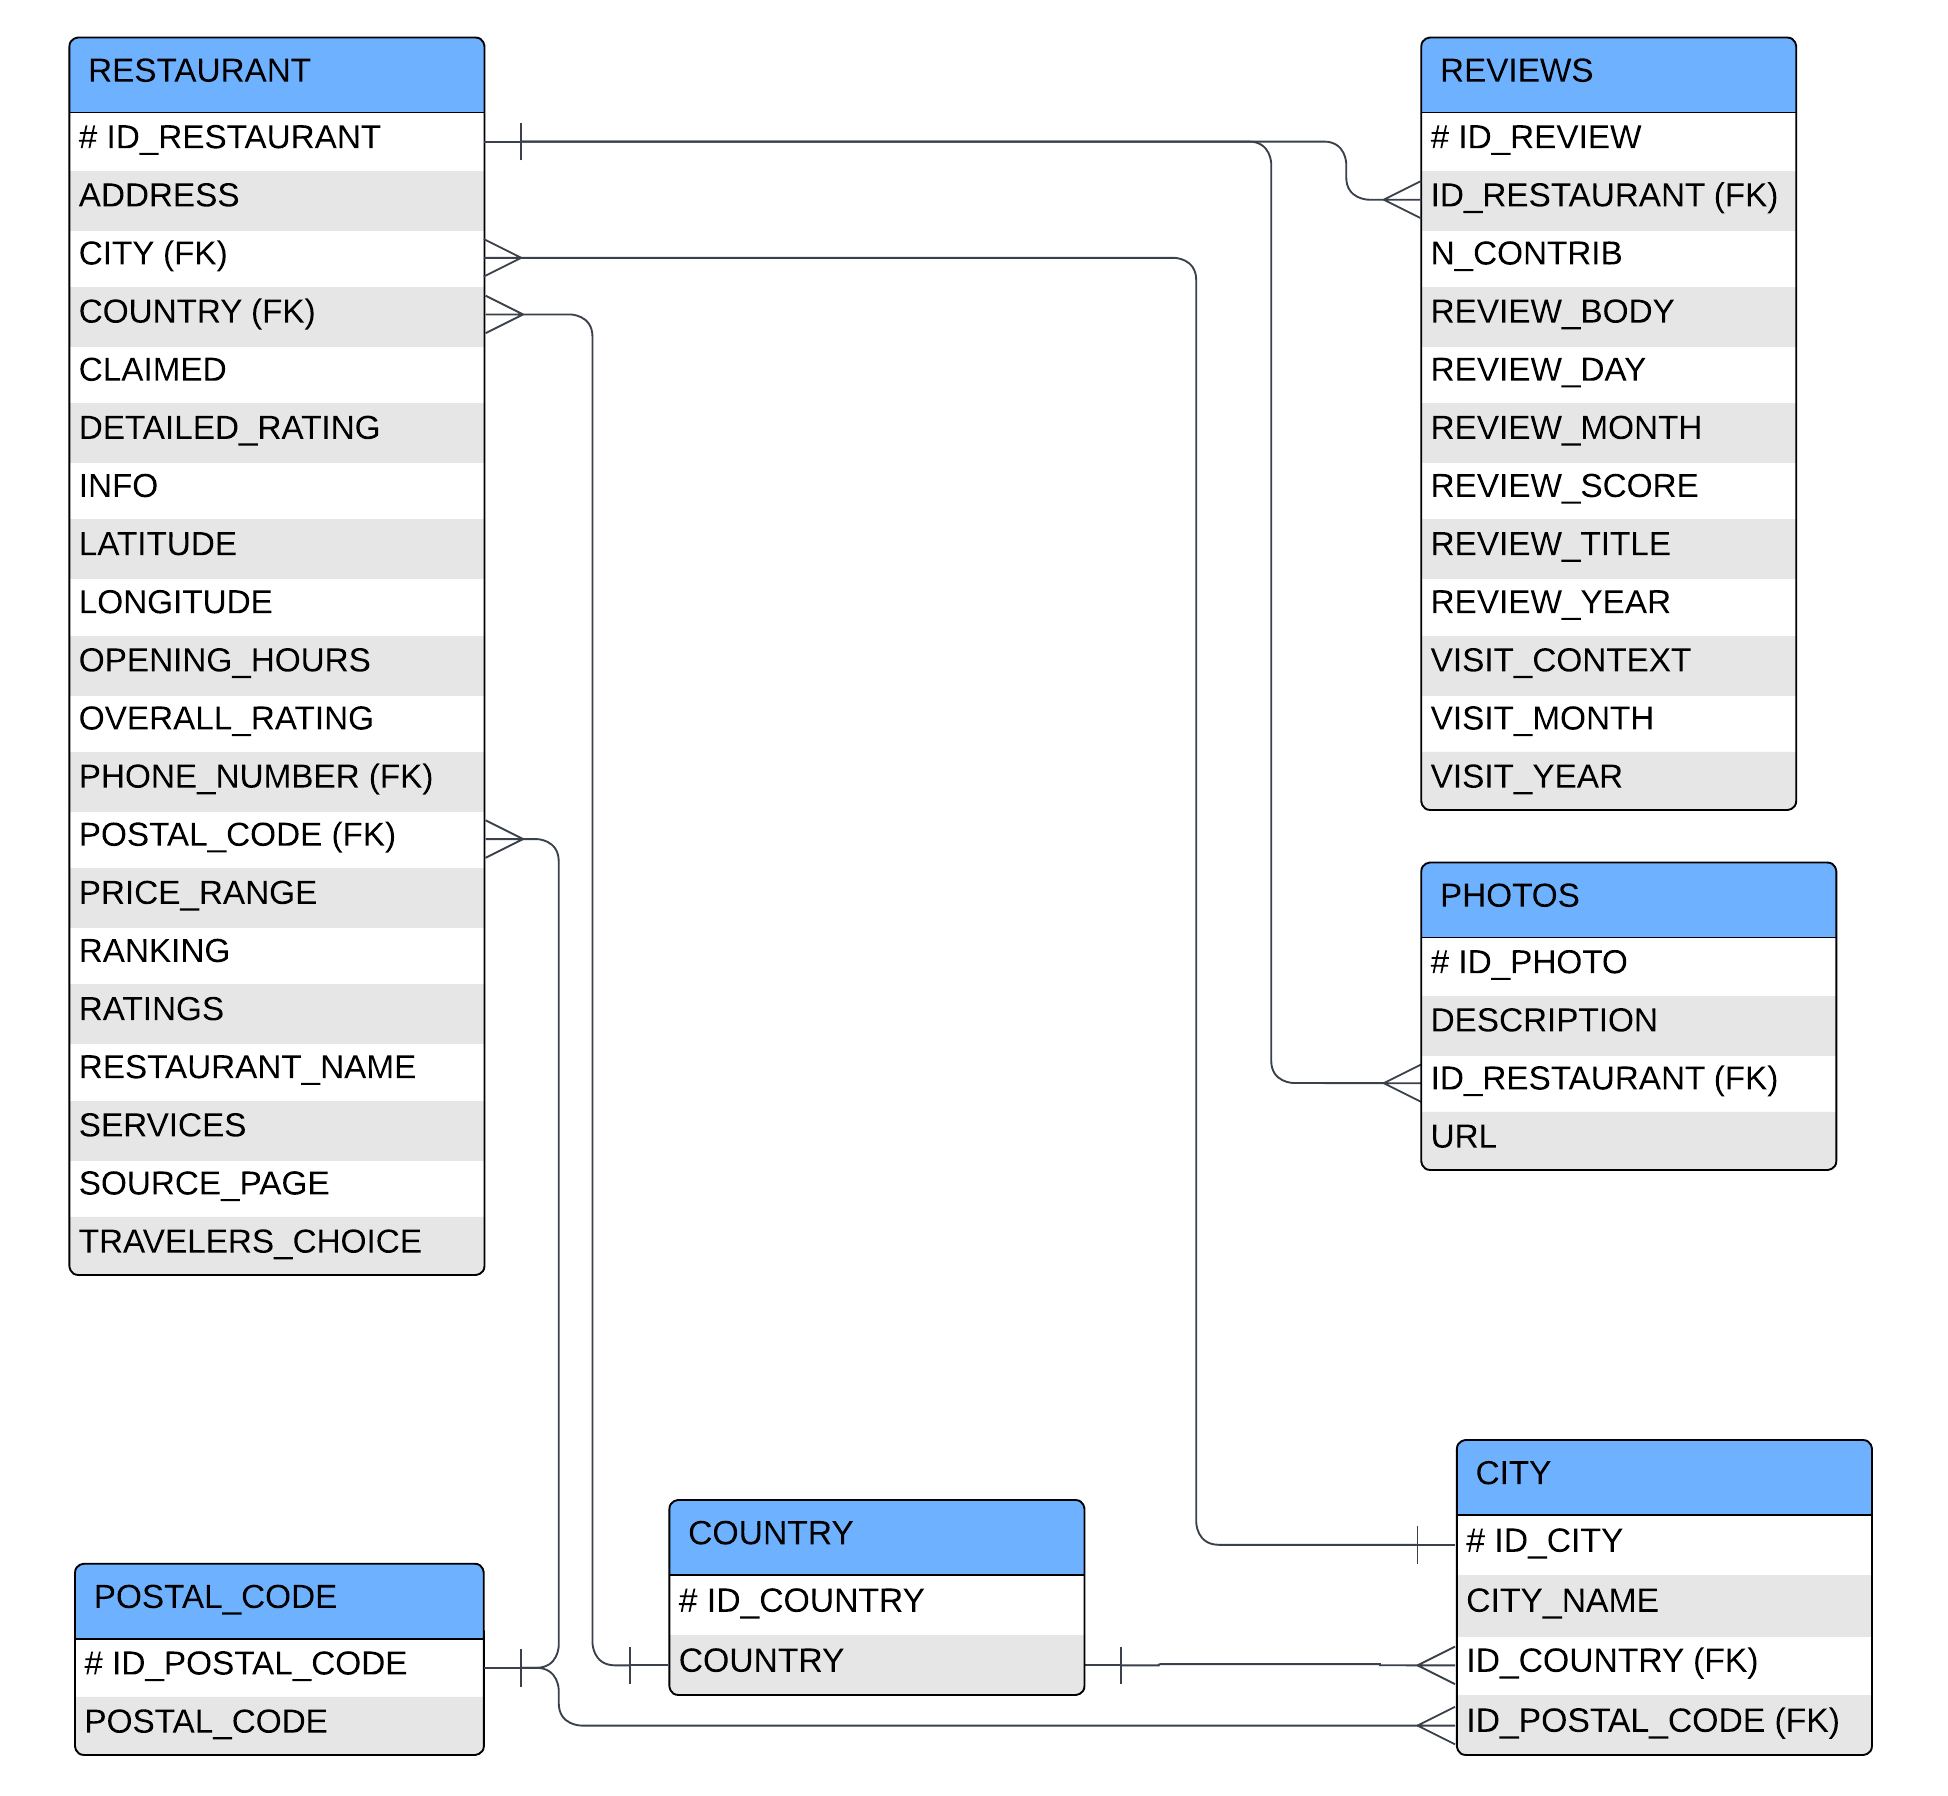 RESTAURANT
# ID_RESTAURANT
ADDRESS
CITY (FK)
COUNTRY (FK)
CLAIMED
DETAILED_RATING
INFO
LATITUDE
LONGITUDE
OPENING_HOURS
OVERALL_RATING
PHONE_NUMBER (FK)
POSTAL_CODE (FK)
PRICE_RANGE
RANKING
RATINGS
RESTAURANT_NAME
SERVICES
SOURCE_PAGE
TRAVELERS_CHOICE
REVIEWS
# ID_REVIEW
ID_RESTAURANT (FK)
N_CONTRIB
REVIEW_BODY
REVIEW_DAY
REVIEW_MONTH
REVIEW_SCORE
REVIEW_TITLE
REVIEW_YEAR
VISIT_CONTEXT
VISIT_MONTH
VISIT_YEAR
PHOTOS
# ID_PHOTO
DESCRIPTION
ID_RESTAURANT (FK)
URL
POSTAL_CODE
# ID_POSTAL_CODE
POSTAL_CODE
COUNTRY
# ID_COUNTRY
COUNTRY
CITY
# ID_CITY
CITY_NAME
ID_COUNTRY (FK)
ID_POSTAL_CODE (FK)